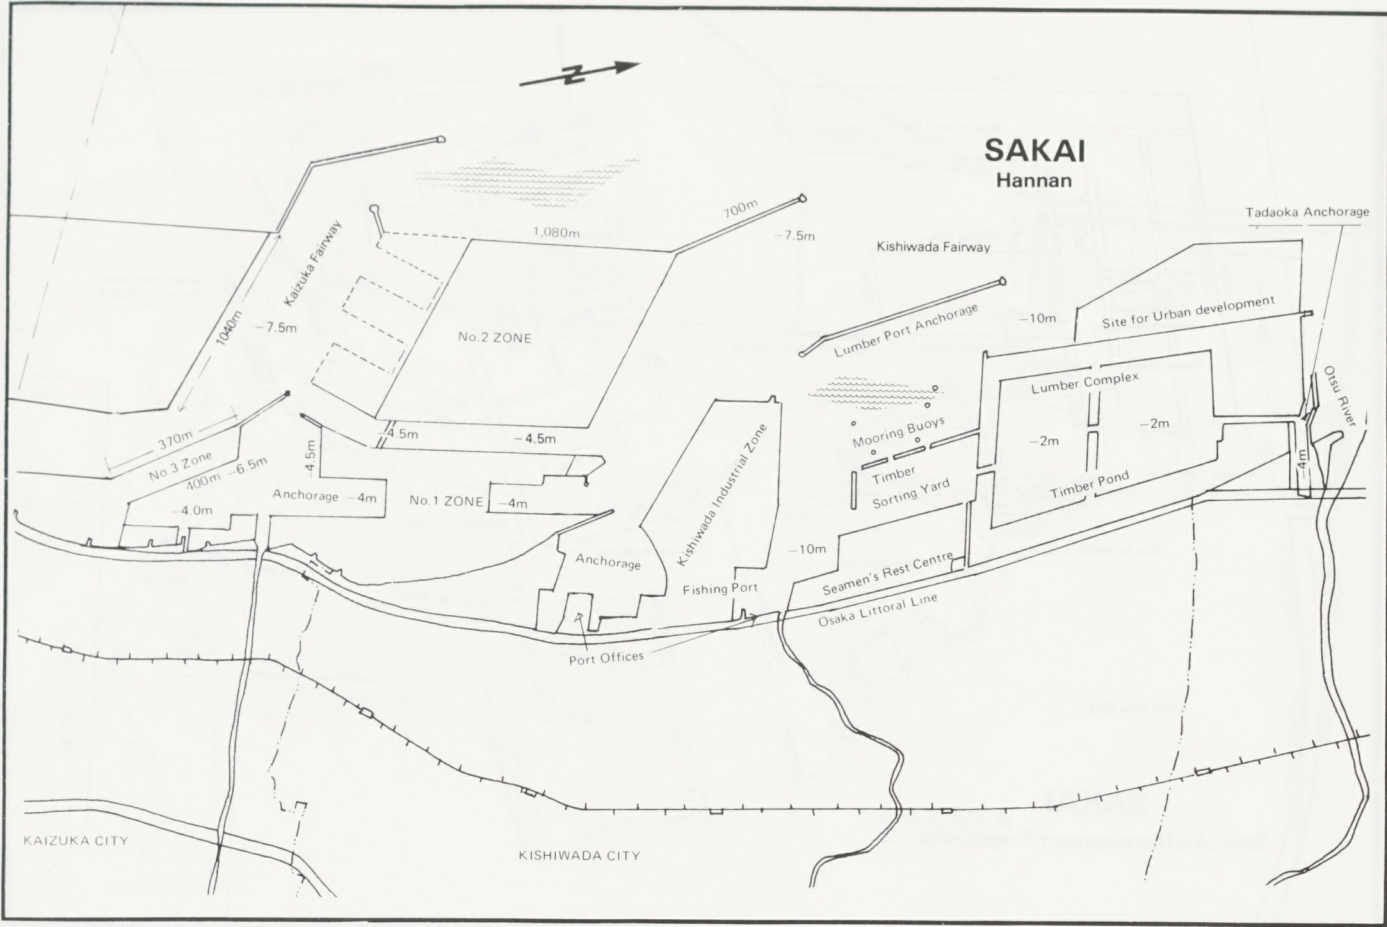 N
SAKAI
Hannan
Tadaoka Anchorage
700m
1,080m
−7.5m
Kishiwada Fairway
Kaizuka Fairway
1040m
−7.5m
No.2 ZONE
Lumber Port Anchorage
−10m
Site for Urban development
Lumber Complex
Otsu River
−2m
−2m
Mooring Buoys
Timber
Sorting Yard
Timber Pond
−4m
370m
No.3 Zone
400m −6.5m
−4.0m
−4.5m
−4.5m
−4.5m
Anchorage −4m
No.1 ZONE
−4m
Kishiwada Industrial Zone
Anchorage
Fishing Port
−10m
Seamen's Rest Centre
Osaka Littoral Line
Port Offices
KAIZUKA CITY
KISHIWADA CITY